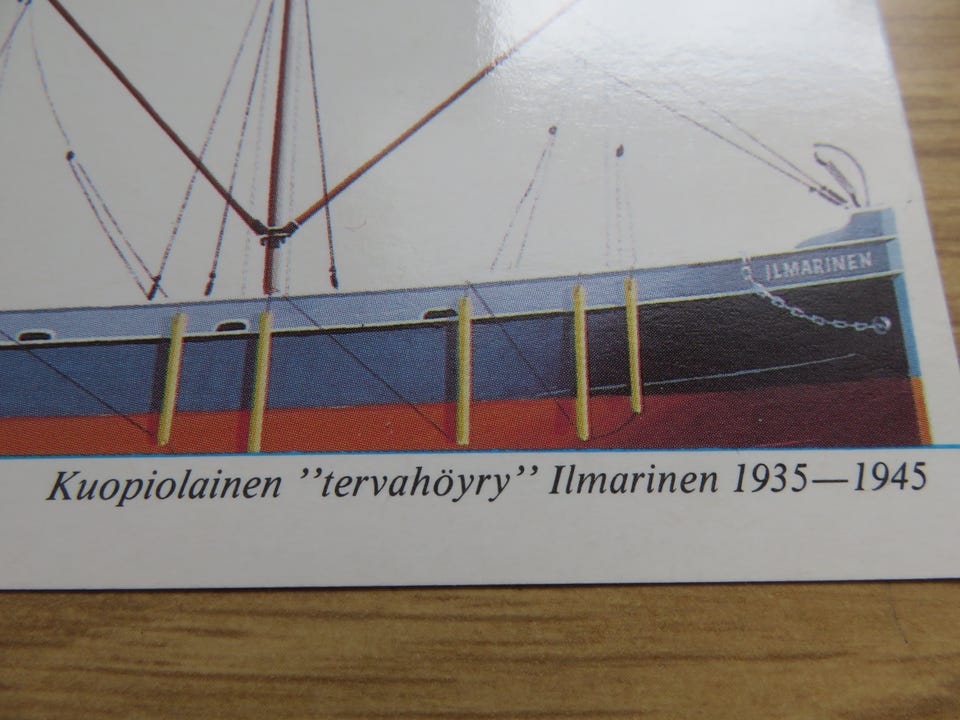 ILMARINEN
Kuopiolainen ”tervahöyry” Ilmarinen 1935—1945